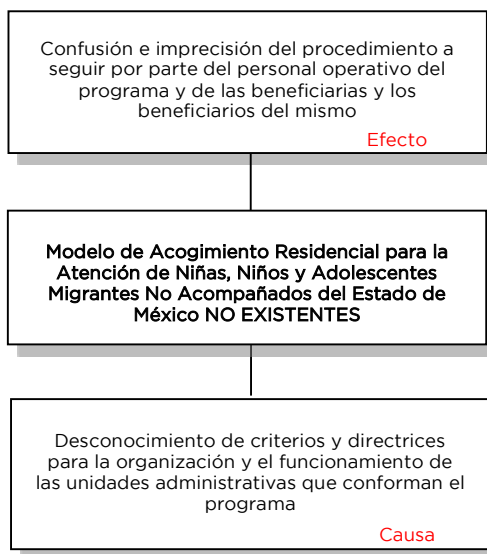 Confusión e imprecisión del procedimiento a
seguir por parte del personal operativo del
programa y de las beneficiarias y los
beneficiarios del mismo
Efecto
Modelo de Acogimiento Residencial para la
Atención de Niñas, Niños y Adolescentes
Migrantes No Acompañados del Estado de
México NO EXISTENTES
Desconocimiento de criterios y directrices
para la organización y el funcionamiento de
las unidades administrativas que conforman el
programa
Causa